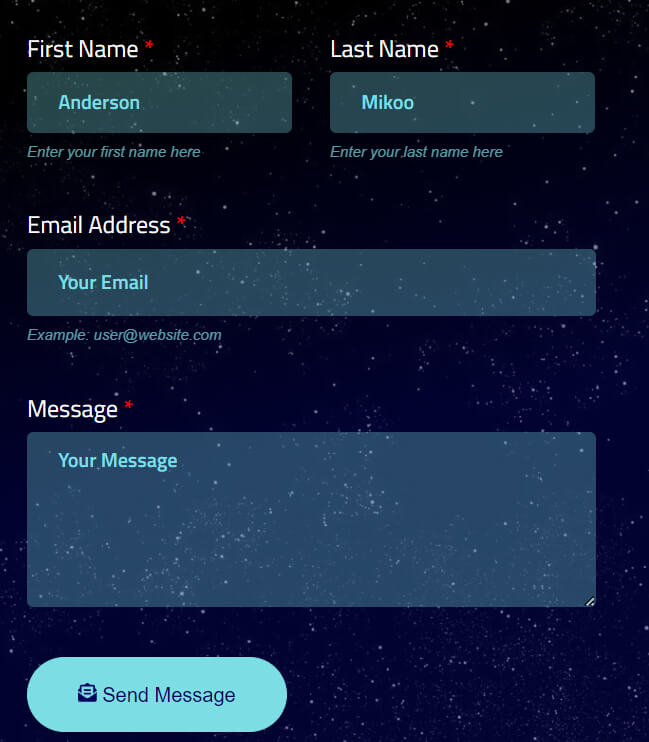 First Name * Last Name *
Anderson Mikoo
Enter your first name here Enter your last name here
Email Address *
Your Email
Example: user@website.com
Message *
Your Message
Send Message